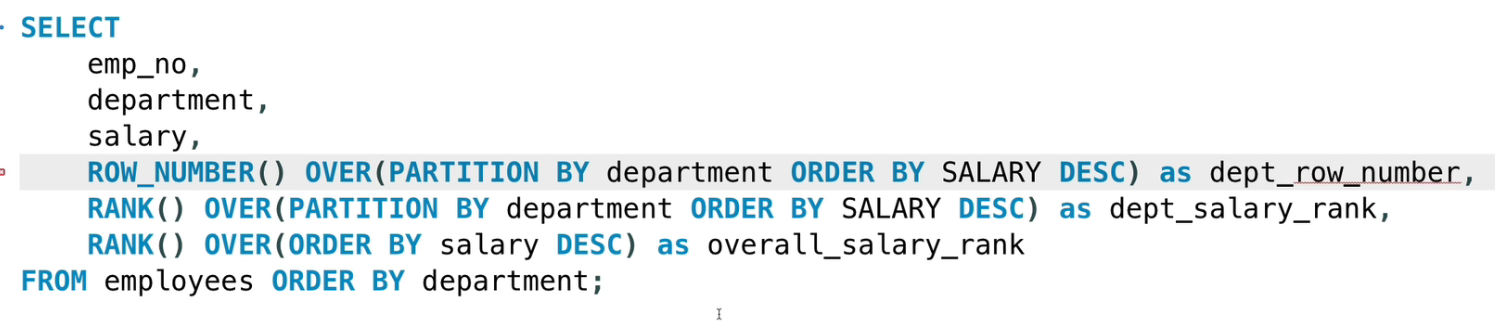 SELECT
emp_no,
department,
salary,
ROW_NUMBER() OVER(PARTITION BY department ORDER BY SALARY DESC) as dept_row_number,
RANK() OVER(PARTITION BY department ORDER BY SALARY DESC) as dept_salary_rank,
RANK() OVER(ORDER BY salary DESC) as overall_salary_rank
FROM employees ORDER BY department;